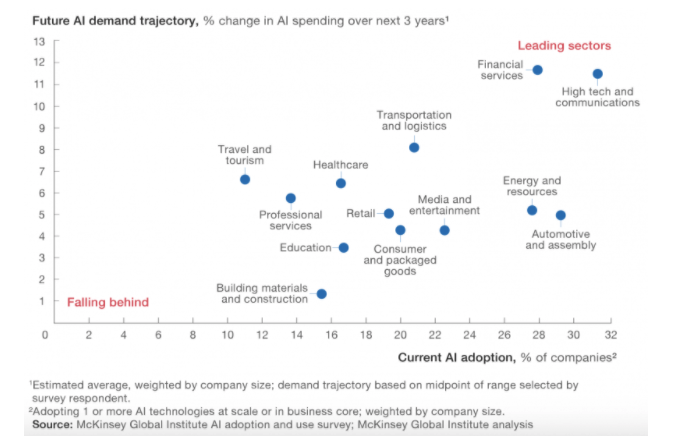 Future AI demand trajectory, % change in AI spending over next 3 years¹
13
12
11
10
9
8
7
6
5
4
3
2
1
Leading sectors
Financial
services
High tech and
communications
Transportation
and logistics
Travel and
tourism
Healthcare
Professional
services
Retail
Media and
entertainment
Energy and
resources
Automotive
and assembly
Education
Consumer
and packaged
goods
Building materials
and construction
Falling behind
0 2 4 6 8 10 12 14 16 18 20 22 24 26 28 30 32
Current AI adoption, % of companies²
¹Estimated average, weighted by company size; demand trajectory based on midpoint of range selected by
survey respondent.
²Adopting 1 or more AI technologies at scale or in business core; weighted by company size.
Source: McKinsey Global Institute AI adoption and use survey; McKinsey Global Institute analysis